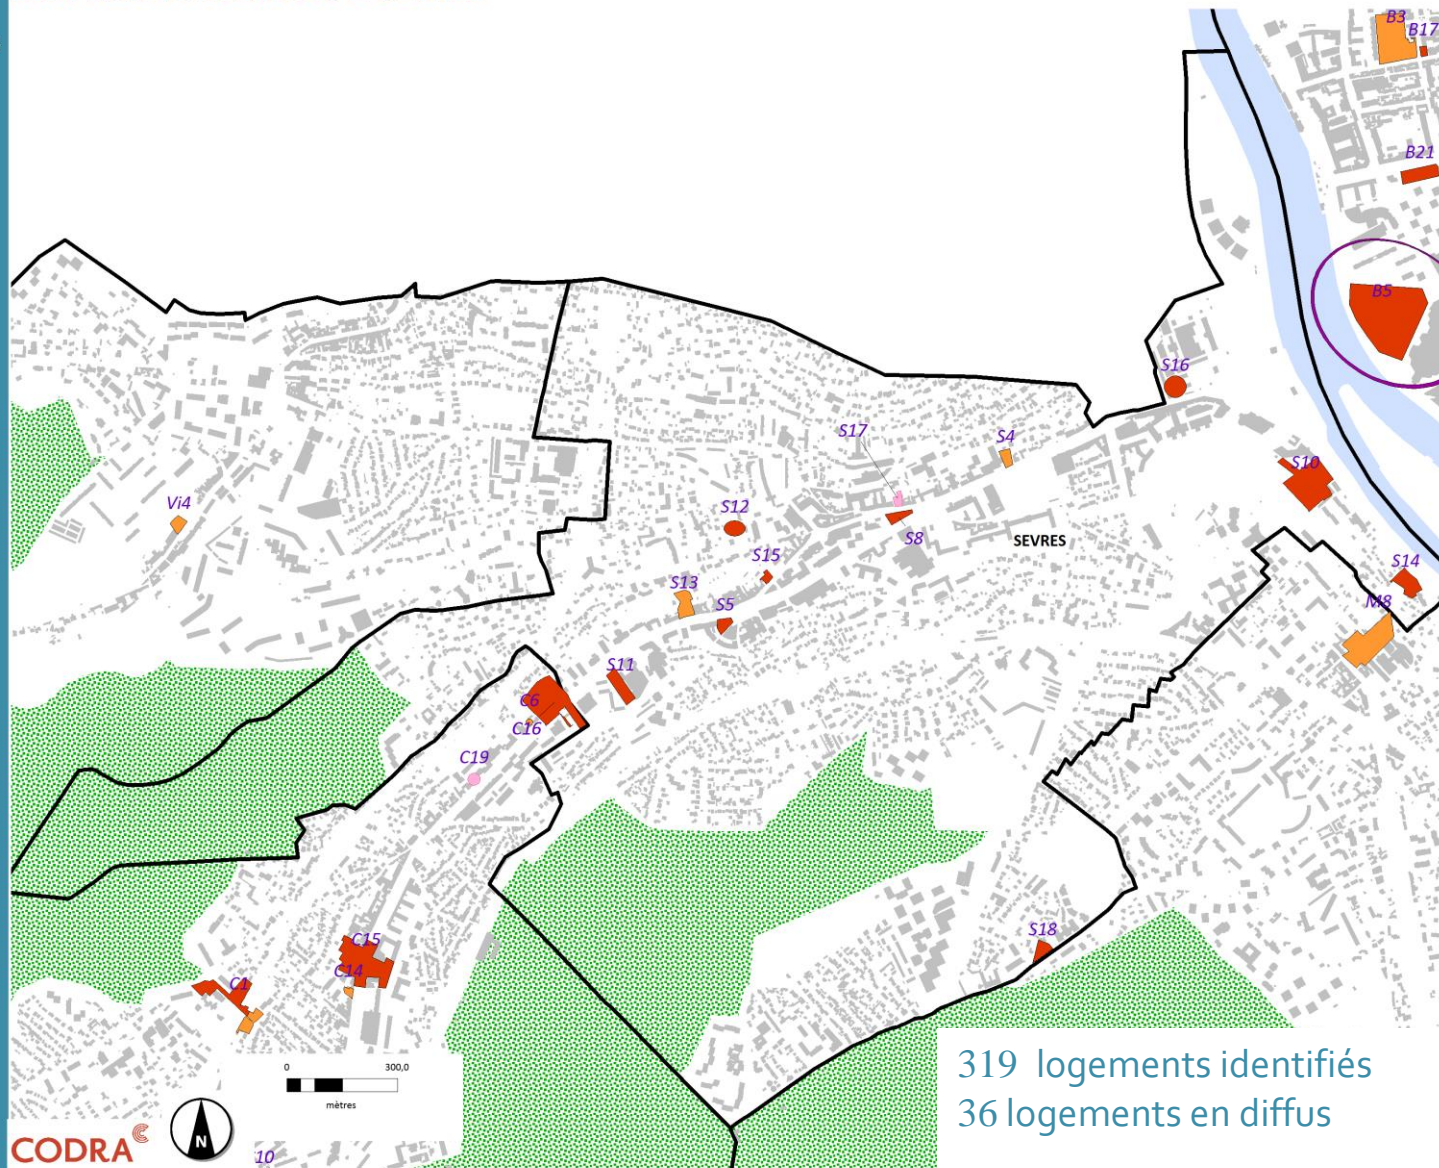 B3
B17
B21
B5
S16
S17
S4
S10
Vi4
S12
S8
SEVRES
S15
S14
S13
S5
M8
S11
C6
C16
C19
S18
C15
C14
C1
0 300,0
mètres
319 logements identifiés
36 logements en diffus
CODRA
N
10